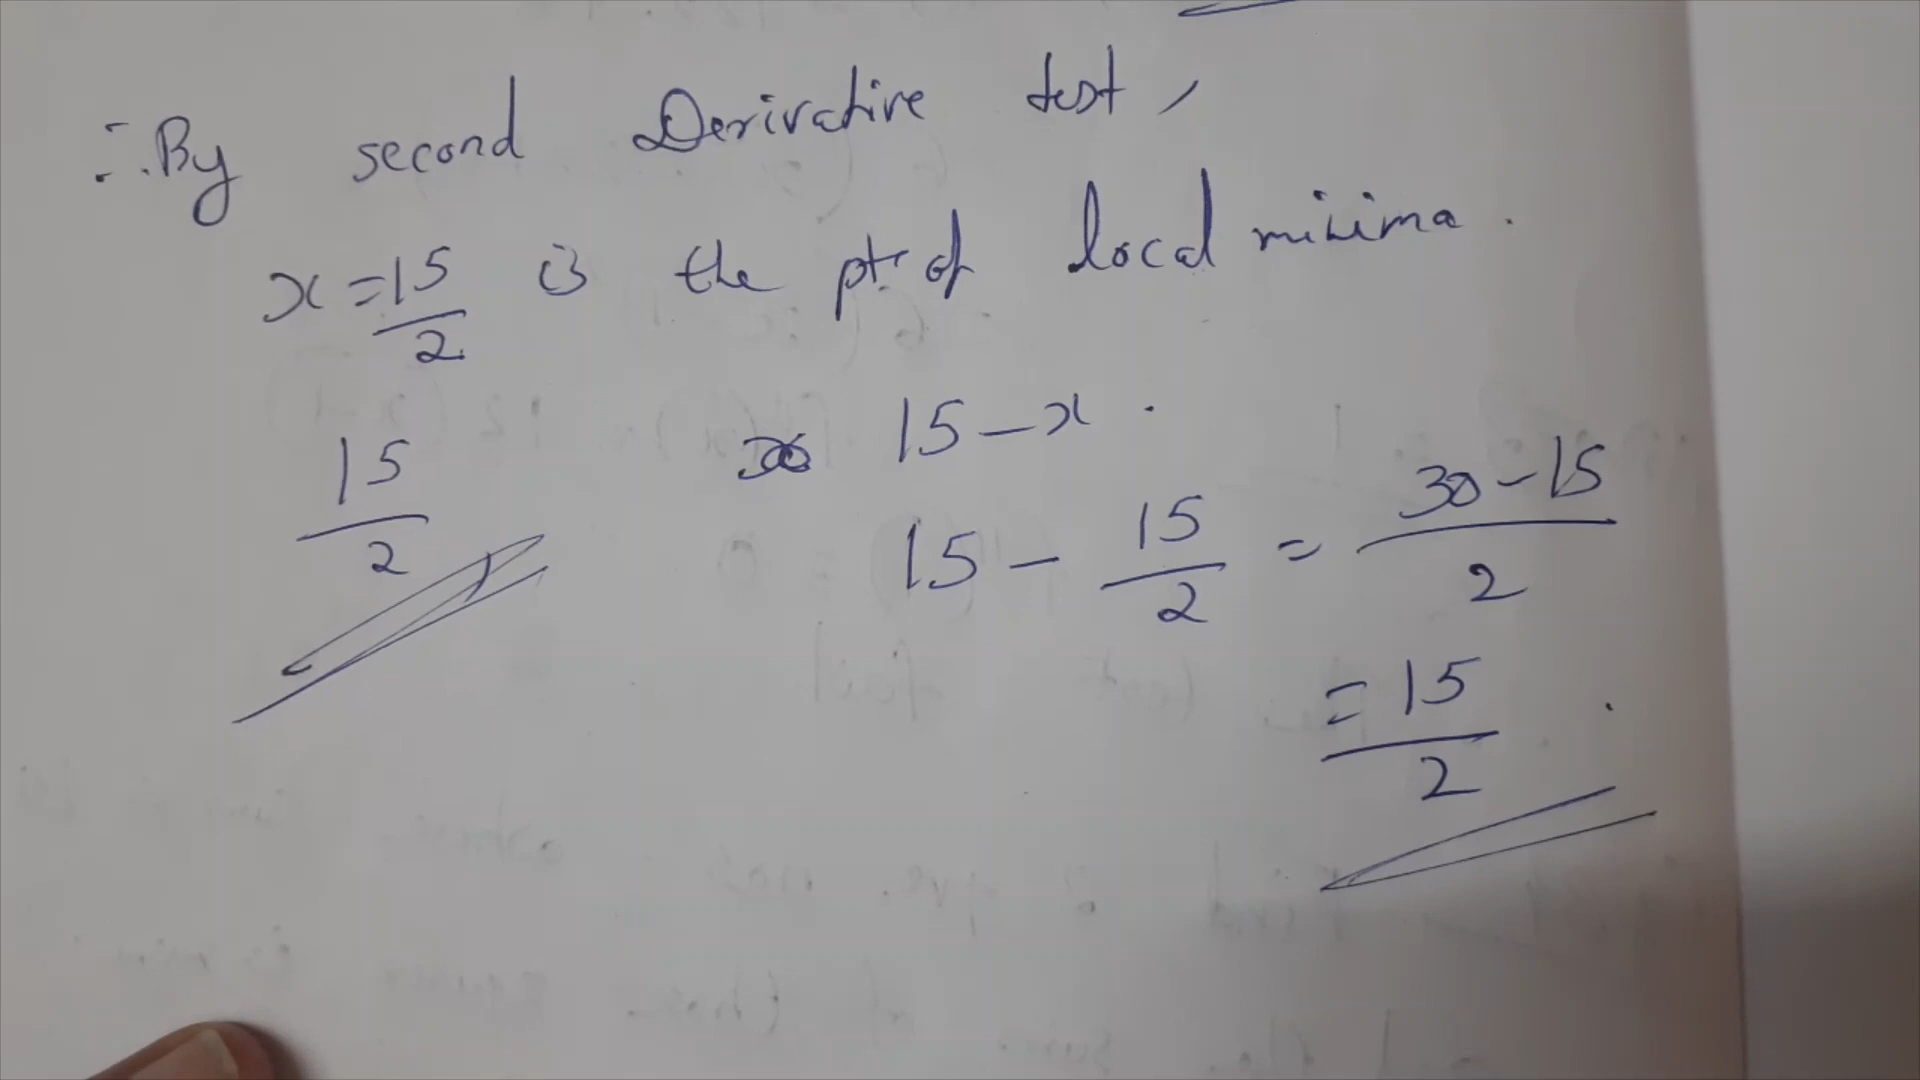 ∴ By second Derivative test,
x = 15/2 is the pt. of local minima.
15/2
15 - x.
15 - 15/2 = 30-15/2
= 15/2.